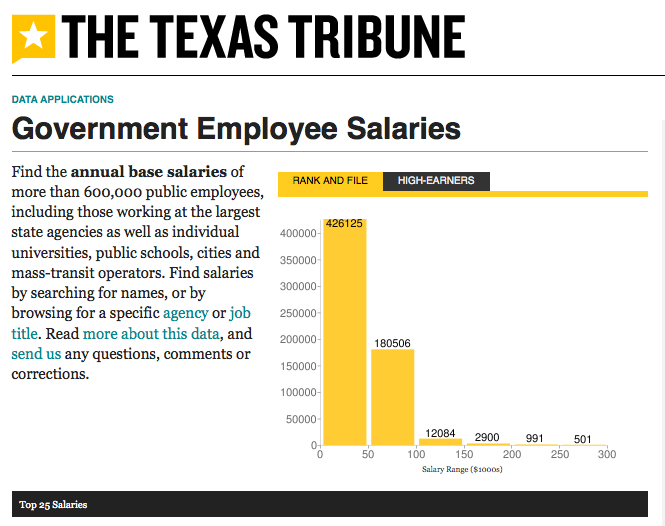 THE TEXAS TRIBUNE
DATA APPLICATIONS
Government Employee Salaries
Find the annual base salaries of
more than 600,000 public employees,
including those working at the largest
state agencies as well as individual
universities, public schools, cities and
mass-transit operators. Find salaries
by searching for names, or by
browsing for a specific agency or job
title. Read more about this data, and
send us any questions, comments or
corrections.
RANK AND FILE HIGH-EARNERS
426125
400000
350000
300000
250000
200000
180506
150000
100000
50000
12084 2900 991 501
0
0 50 100 150 200 250 300
Salary Range ($1000s)
Top 25 Salaries